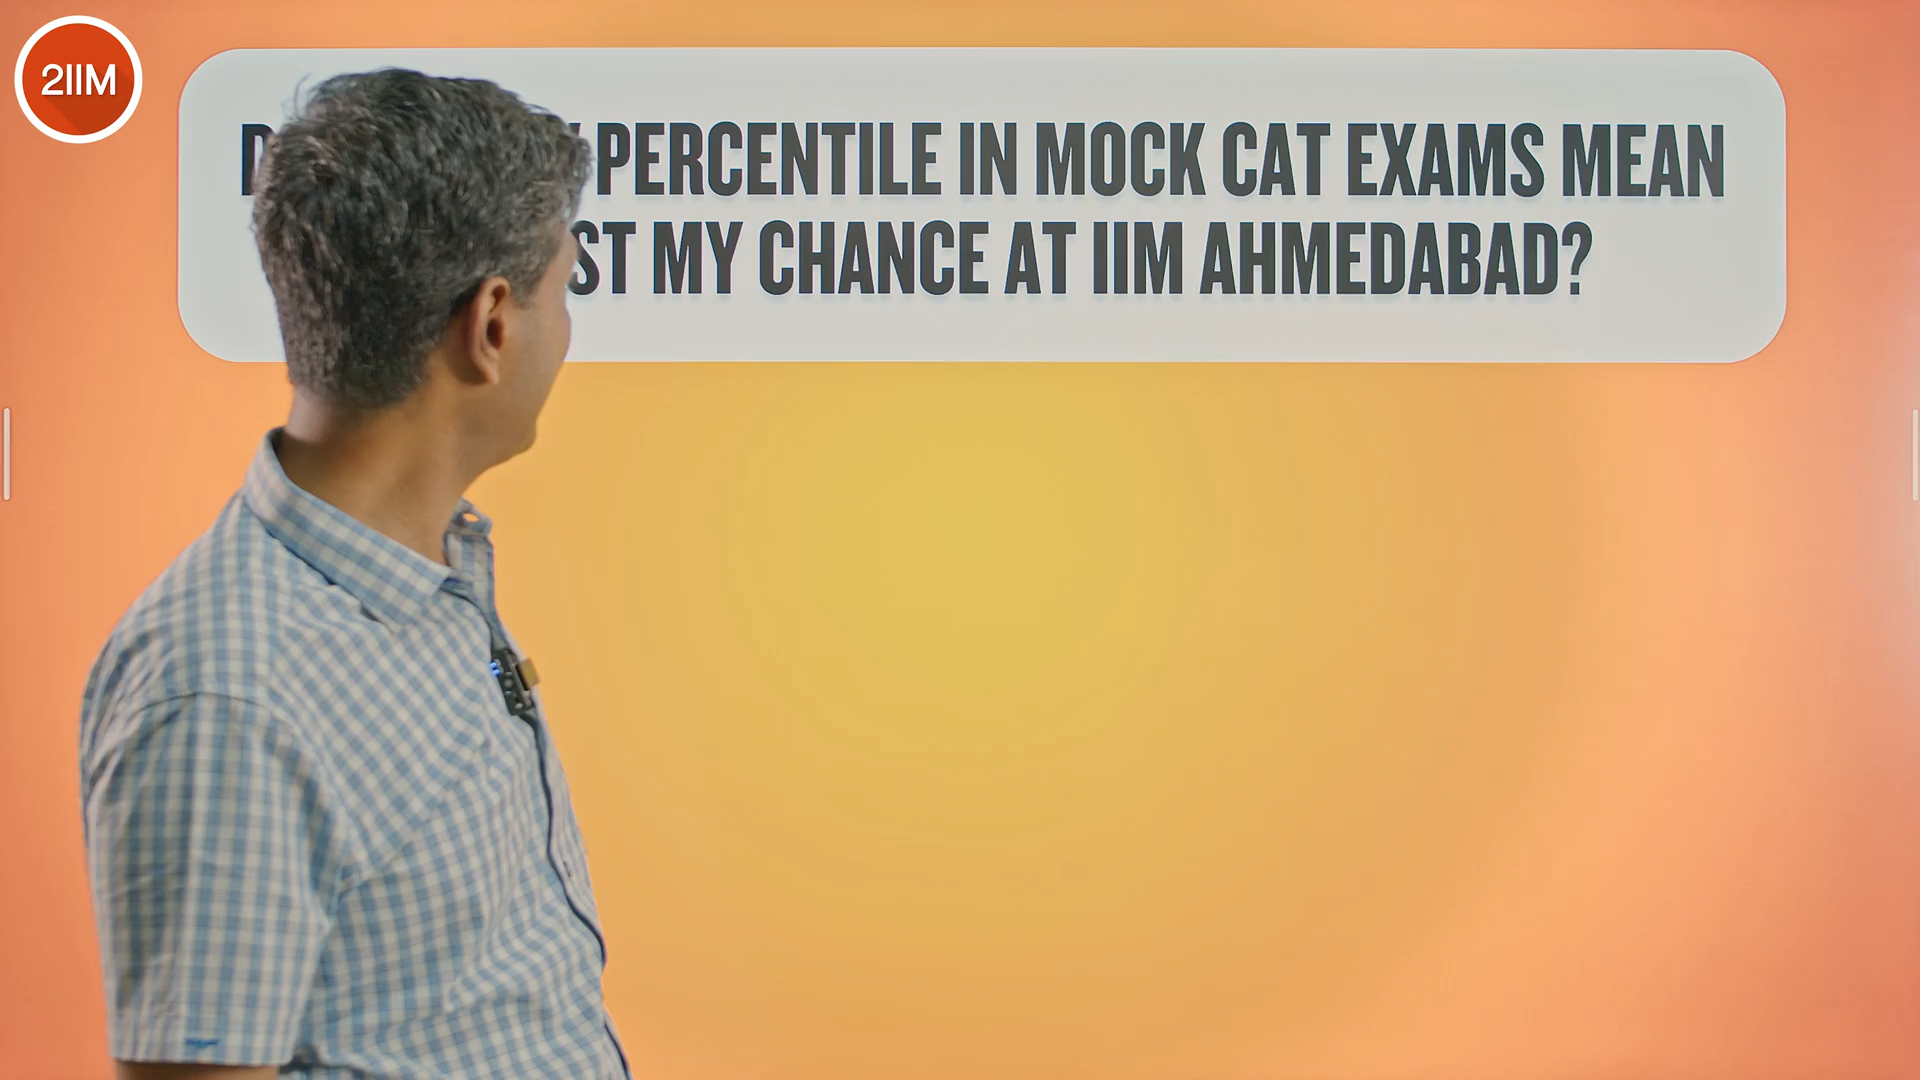 2IIM
PERCENTILE IN MOCK CAT EXAMS MEAN
MY CHANCE AT IIM AHMEDABAD?